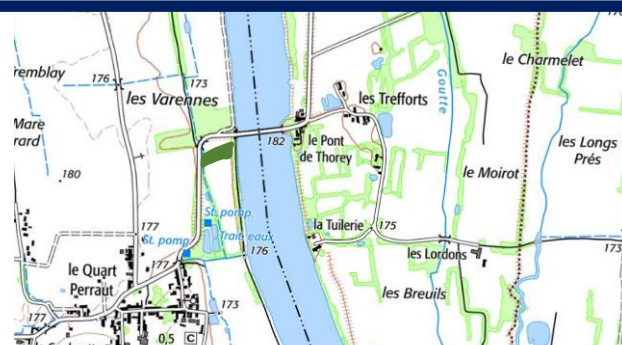 remblay
176
173
les Varennes
Mare
rard
180
177
182
les Trefforts
le Pont
de Thorey
Goutte
le Charmelet
176
les Longs
Prés
le Moirot
St. pomp.
Trait. eaux
St. pomp.
la Tuilerie
175
les Lordons
173
176
177
le Quart
Perraut
les Breuils
173
177
0,5
C